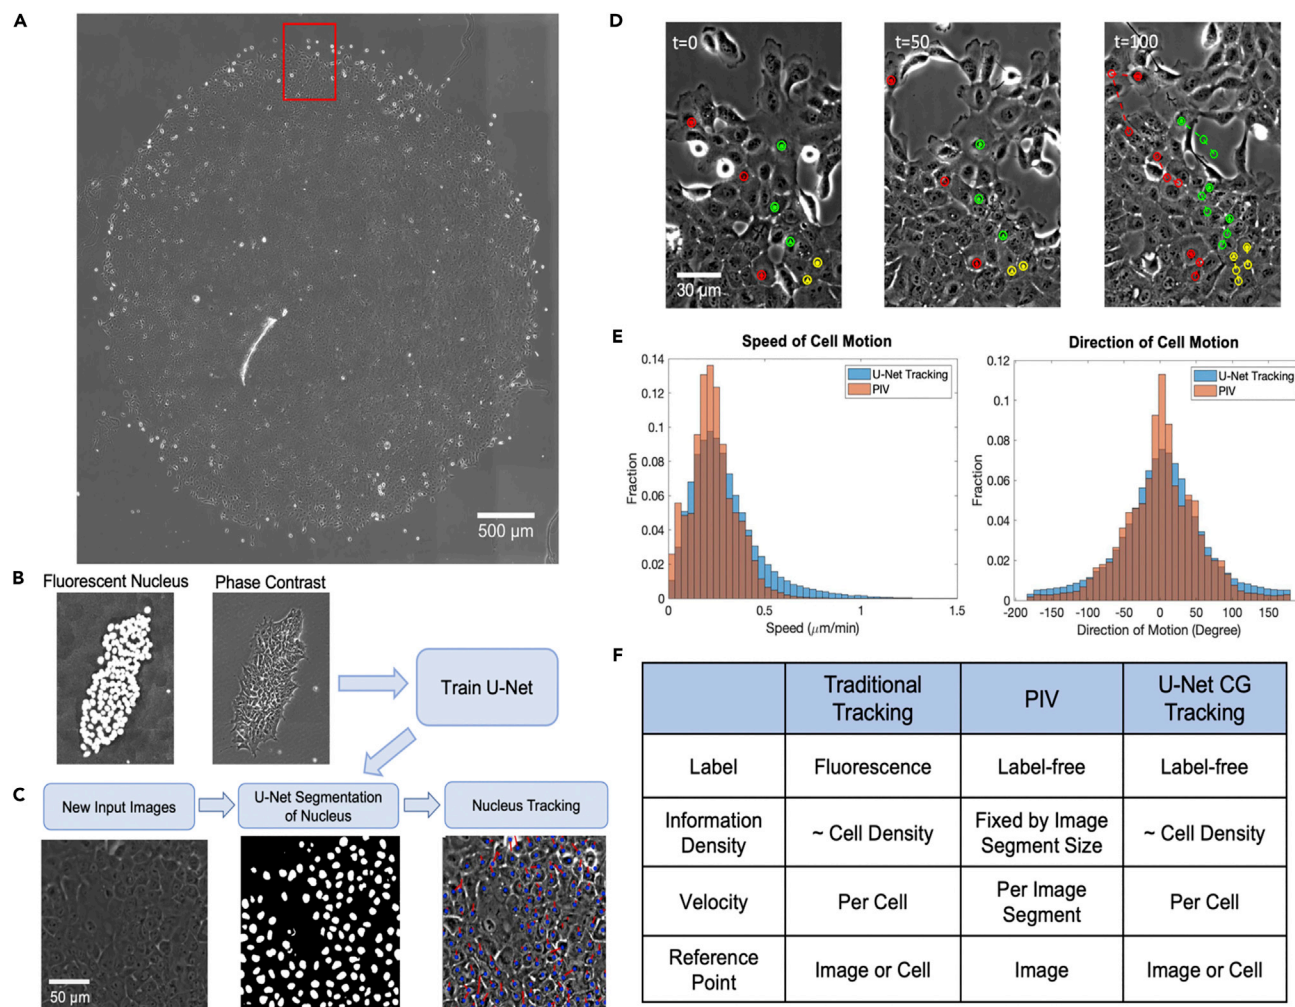 A
500 µm
B
Fluorescent Nucleus
Phase Contrast
Train U-Net
C
New Input Images
U-Net Segmentation
of Nucleus
Nucleus Tracking
50 µm
D
t=0
t=50
t=100
30 µm
E
Speed of Cell Motion
0.14
0.12
0.1
0.08
0.06
0.04
0.02
0
Fraction
U-Net Tracking
PIV
0
0.5
1
1.5
Speed (µm/min)
Direction of Cell Motion
0.12
0.1
0.08
0.06
0.04
0.02
0
Fraction
U-Net Tracking
PIV
-200
-150
-100
-50
0
50
100
150
Direction of Motion (Degree)
F
Traditional
Tracking
PIV
U-Net CG
Tracking
Label
Fluorescence
Label-free
Label-free
Information
Density
~ Cell Density
Fixed by Image
Segment Size
~ Cell Density
Velocity
Per Cell
Per Image
Segment
Per Cell
Reference
Point
Image or Cell
Image
Image or Cell